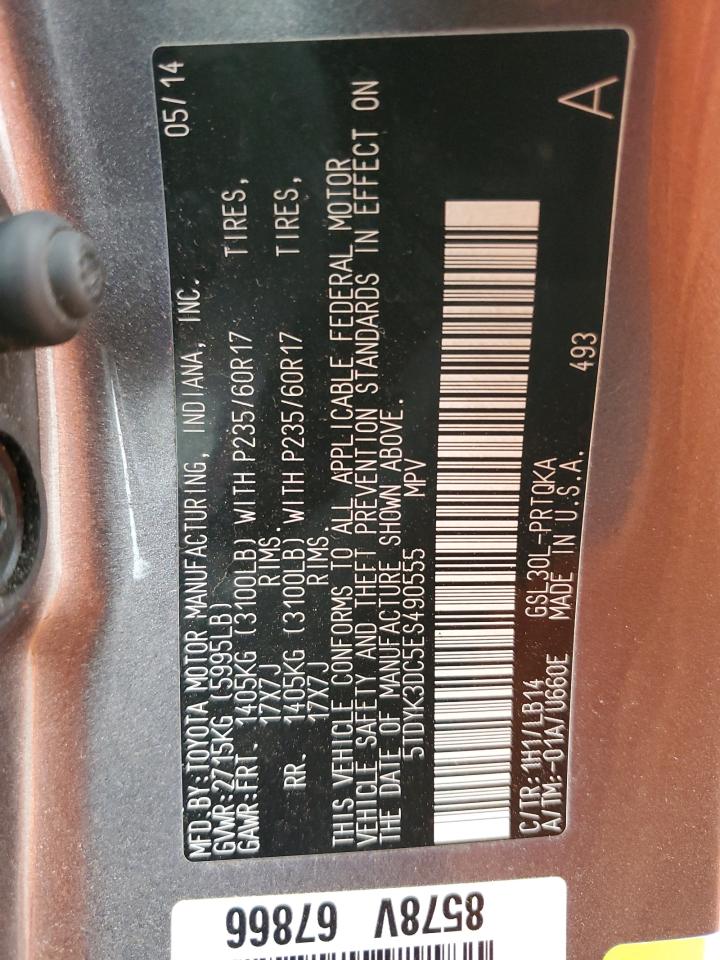 MFD.BY:TOYOTA MOTOR MANUFACTURING, INDIANA, INC. 05/14
GVWR:2715KG (5995LB)
GAWR:FRT. 1405KG (3100LB) WITH P235/60R17 TIRES,
17X7J RIMS.
RR. 1405KG (3100LB) WITH P235/60R17 TIRES,
17X7J RIMS
THIS VEHICLE CONFORMS TO ALL APPLICABLE FEDERAL MOTOR
VEHICLE SAFETY AND THEFT PREVENTION STANDARDS IN EFFECT ON
THE DATE OF MANUFACTURE SHOWN ABOVE.
5TDYK3DC5ES490555 MPV
C/TR:1H1/LB14 GSL30L-PRTQKA
A/TM:-01A/U660E MADE IN U.S.A. 493 A
8578V 67866